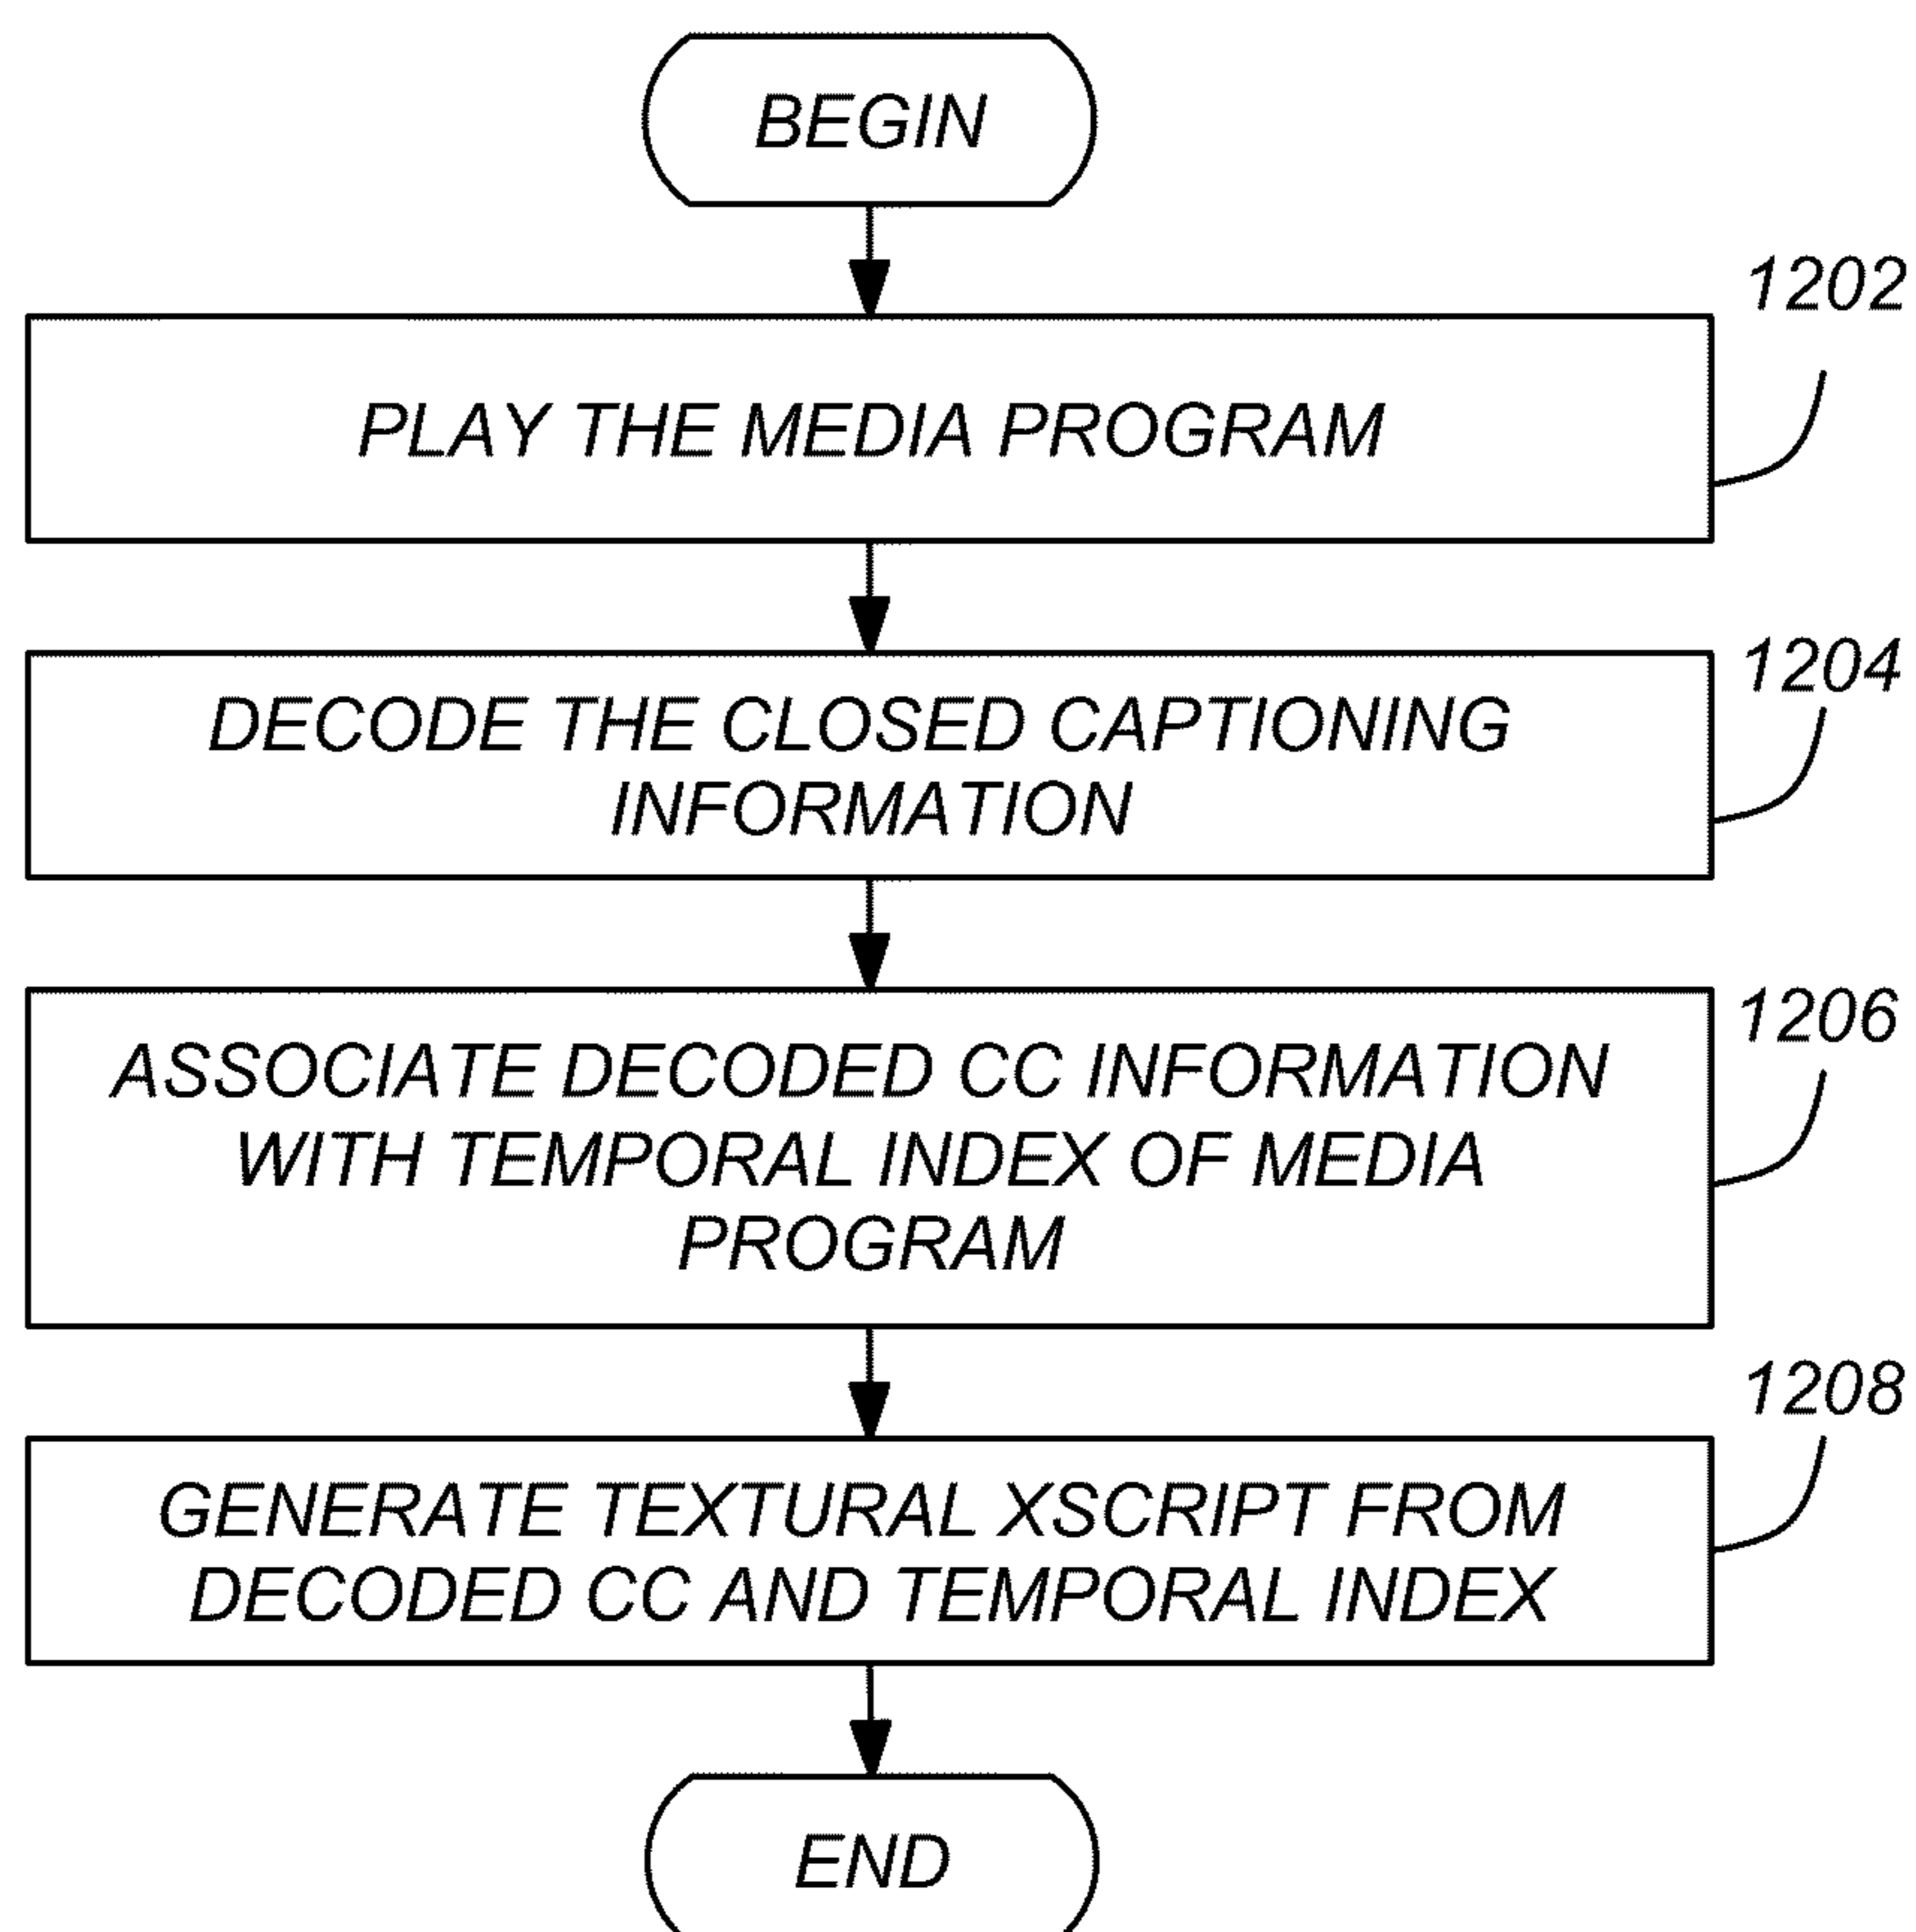 BEGIN
1202
PLAY THE MEDIA PROGRAM
1204
DECODE THE CLOSED CAPTIONING
INFORMATION
1206
ASSOCIATE DECODED CC INFORMATION
WITH TEMPORAL INDEX OF MEDIA
PROGRAM
1208
GENERATE TEXTURAL XSCRIPT FROM
DECODED CC AND TEMPORAL INDEX
END